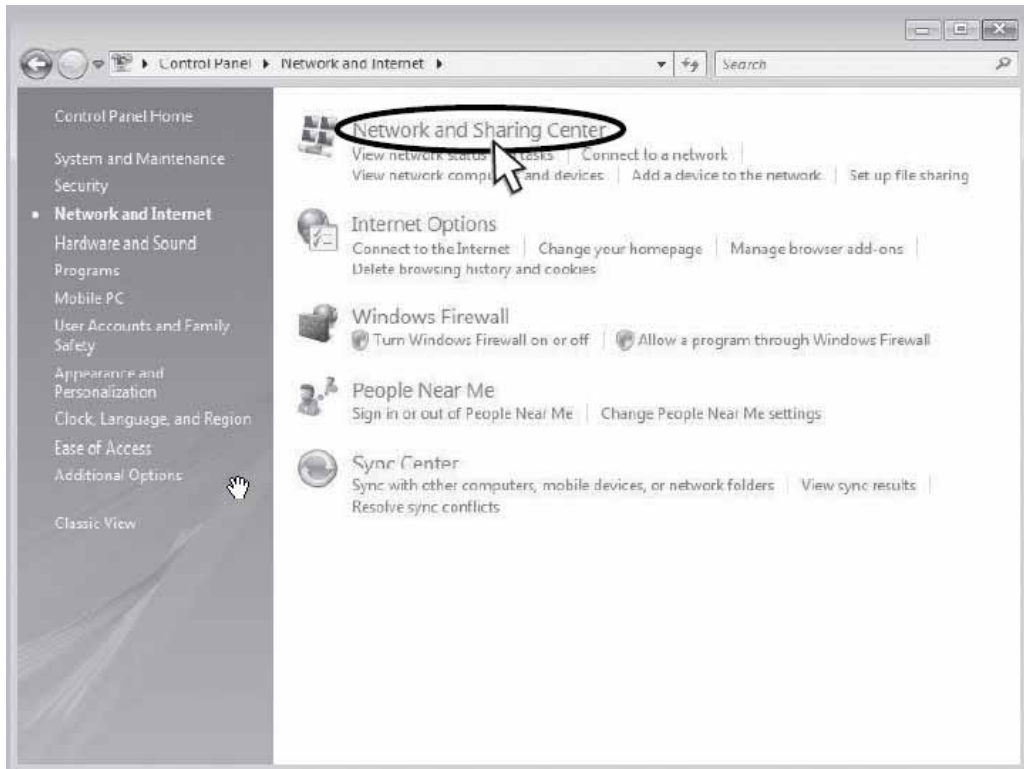 Control Panel Network and Internet
Search
Control Panel Home
System and Maintenance
Security
Network and Internet
Hardware and Sound
Programs
Mobile PC
User Accounts and Family
Safety
Appearance and
Personalization
Clock, Language, and Region
Ease of Access
Additional Options
Classic View
Network and Sharing Center
View network status tasks Connect to a network
View network and devices Add a device to the network Set up file sharing
Internet Options
Connect to the Internet Change your homepage Manage browser add-ons
Delete browsing history and cookies
Windows Firewall
Turn Windows Firewall on or off Allow a program through Windows Firewall
People Near Me
Sign in or out of People Near Me Change People Near Me settings
Sync Center
Sync with other computers, mobile devices, or network folders View sync results
Resolve sync conflicts